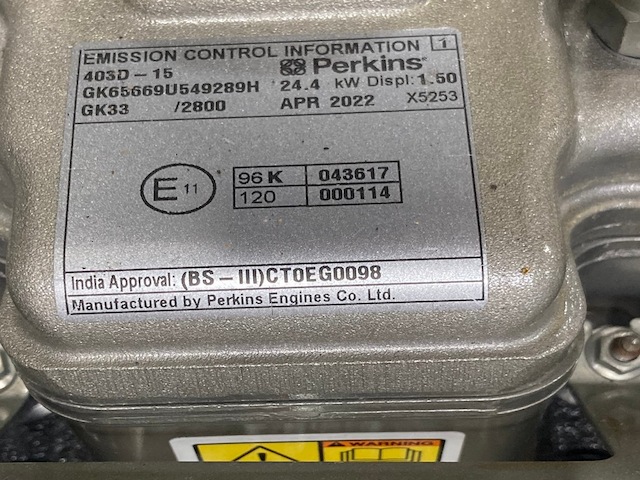 EMISSION CONTROL INFORMATION 1
403D-15 Perkins
GK65669U549289H 24.4 kW Displ:1.50
GK33 /2800 APR 2022 X5253
E 11
96 K 043617
120 000114
India Approval: (BS - III)CT0EG0098
Manufactured by Perkins Engines Co. Ltd.
WARNING